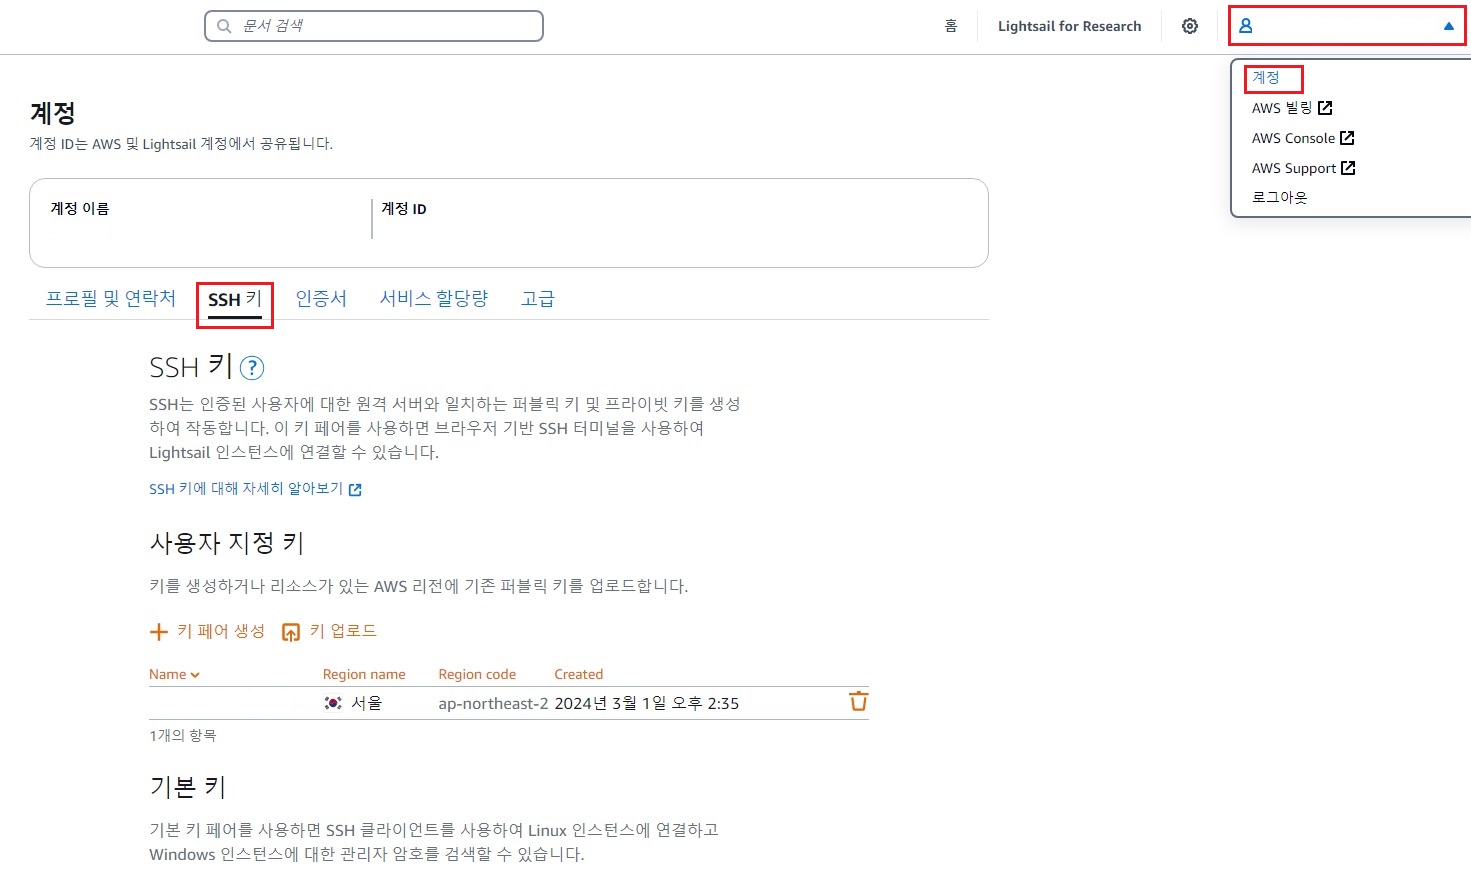 문서 검색
홈
Lightsail for Research
계정
AWS 빌링
AWS Console
AWS Support
로그아웃
계정
계정 ID는 AWS 및 Lightsail 계정에서 공유됩니다.
계정 이름
계정 ID
프로필 및 연락처
SSH 키
인증서
서비스 할당량
고급
SSH 키 ?
SSH는 인증된 사용자에 대한 원격 서버와 일치하는 퍼블릭 키 및 프라이빗 키를 생성
하여 작동합니다. 이 키 페어를 사용하면 브라우저 기반 SSH 터미널을 사용하여
Lightsail 인스턴스에 연결할 수 있습니다.
SSH 키에 대해 자세히 알아보기
사용자 지정 키
키를 생성하거나 리소스가 있는 AWS 리전에 기존 퍼블릭 키를 업로드합니다.
키 페어 생성
키 업로드
Name
Region name
Region code
Created
서울
ap-northeast-2
2024년 3월 1일 오후 2:35
1개의 항목
기본 키
기본 키 페어를 사용하면 SSH 클라이언트를 사용하여 Linux 인스턴스에 연결하고
Windows 인스턴스에 대한 관리자 암호를 검색할 수 있습니다.